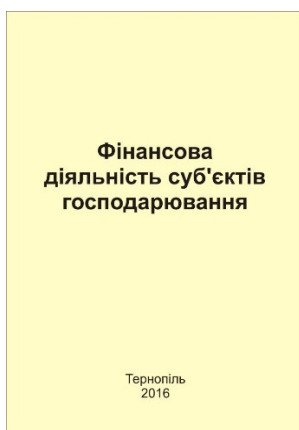 Фінансова
діяльність суб'єктів
господарювання
Тернопіль
2016